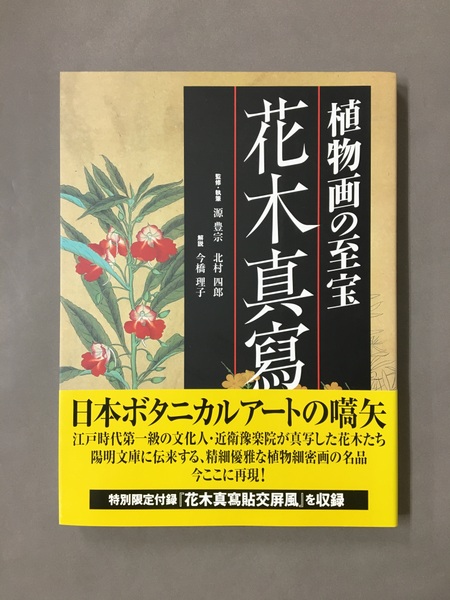 植物画の至宝
花木真寫
監修・執筆 源 豊宗 北村 四郎
解説 今橋 理子
日本ボタニカルアートの嚆矢
江戸時代第一級の文化人・近衛豫楽院が真写した花木たち
陽明文庫に伝来する、精細優雅な植物細密画の名品
今ここに再現!
特別限定付録『花木真寫貼交屏風』を収録